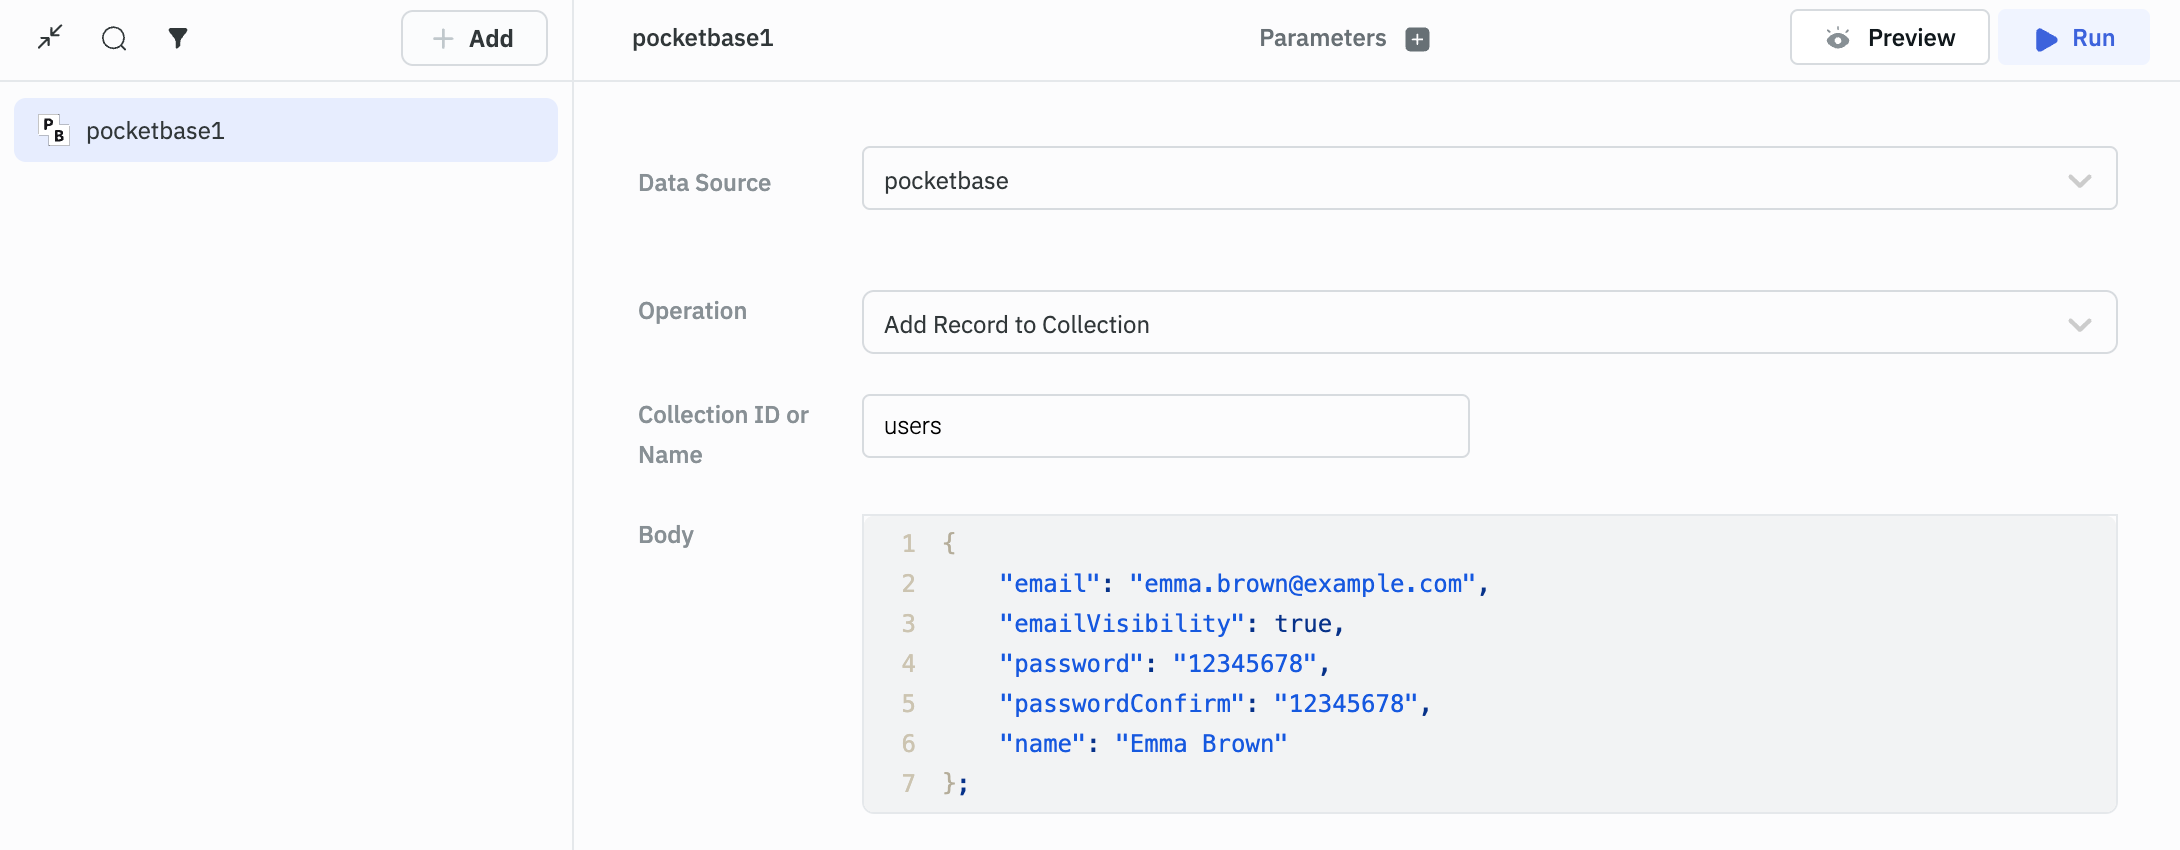 Add
pocketbase1
Parameters
Preview
Run
PB pocketbase1
Data Source
pocketbase
Operation
Add Record to Collection
Collection ID or
Name
users
Body
1 {
2     "email": "emma.brown@example.com",
3     "emailVisibility": true,
4     "password": "12345678",
5     "passwordConfirm": "12345678",
6     "name": "Emma Brown"
7 };